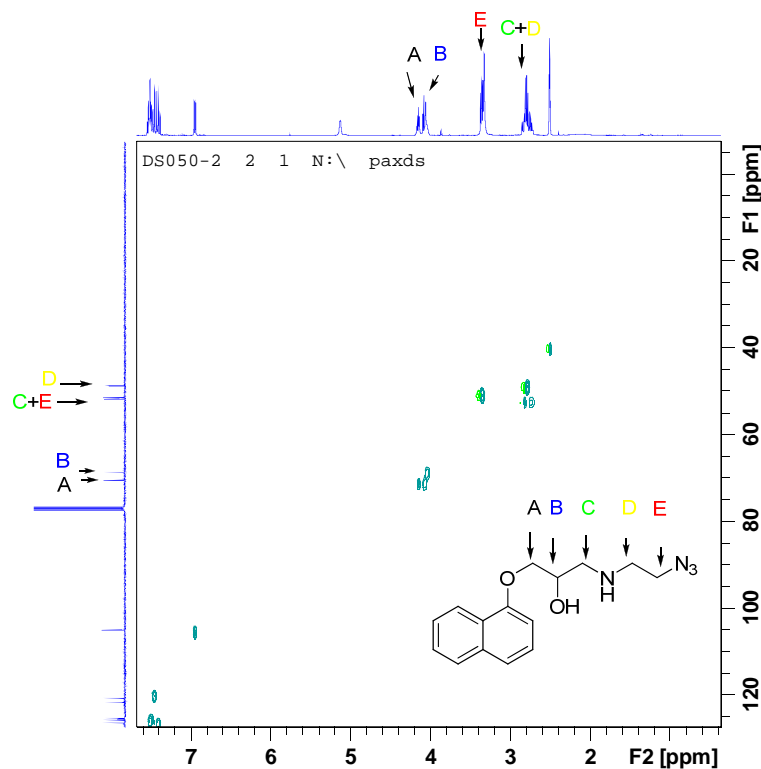 E
C+D
A
B
DS050-2 2 1 N:\ paxds
F1 [ppm]
20
40
60
80
100
120
D
C+E
B
A
A B C D E
O
OH
N
H
N3
7 6 5 4 3 2 F2 [ppm]